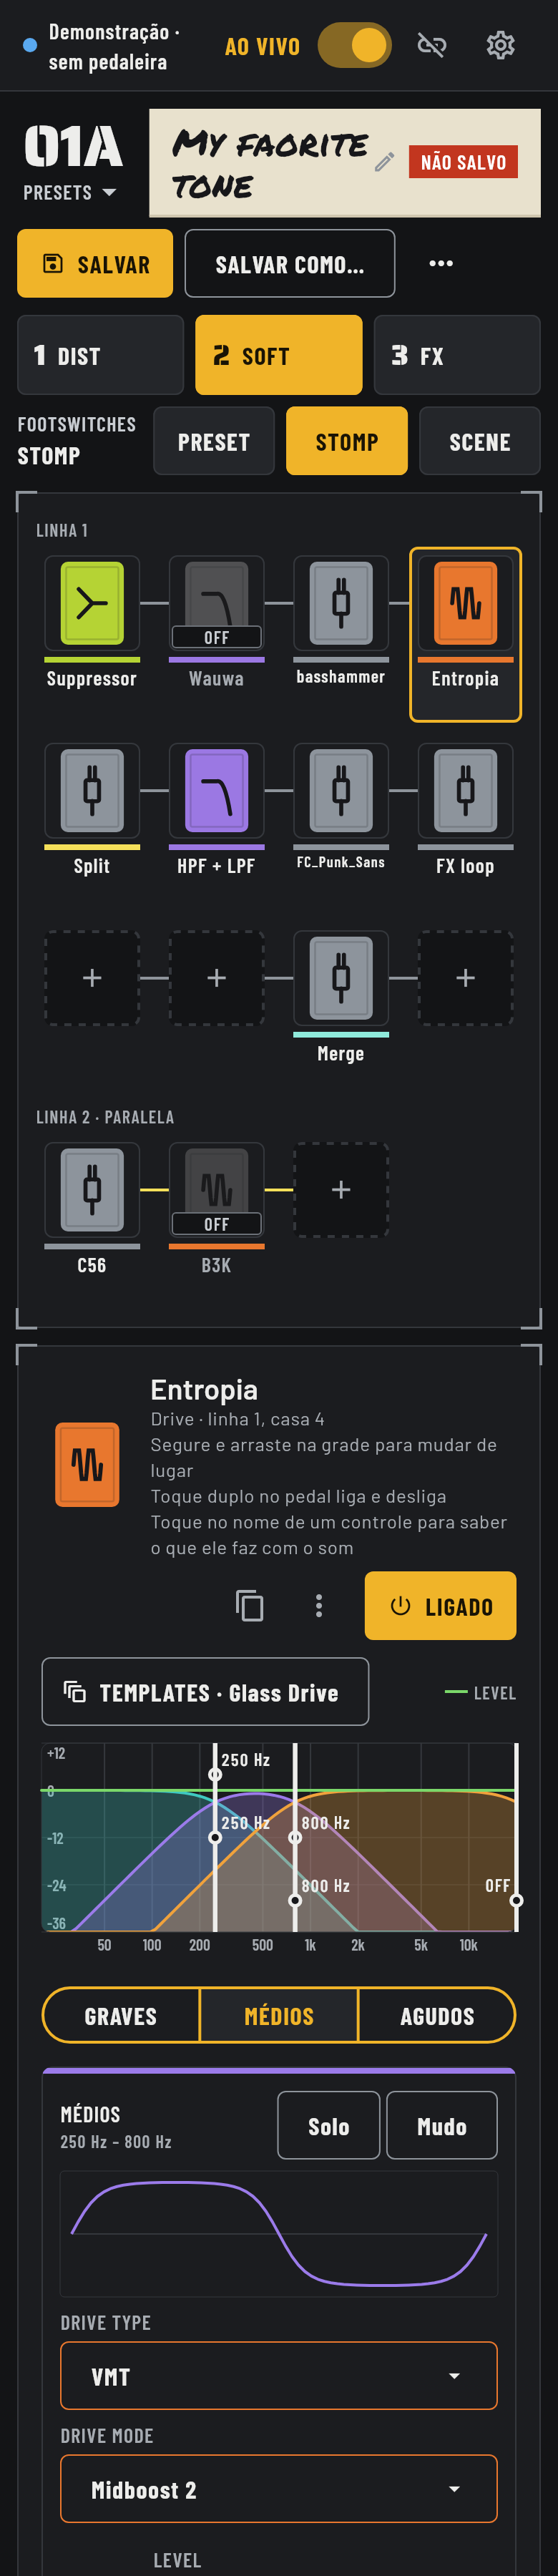 Demonstração ·
sem pedaleira
AO VIVO
01A
PRESETS
My faorite
tone
NÃO SALVO
SALVAR
SALVAR COMO...
1 DIST
2 SOFT
3 FX
FOOTSWITCHES
STOMP
PRESET
STOMP
SCENE
LINHA 1
OFF
Suppressor
Wauwa
basshammer
Entropia
Split
HPF + LPF
FC_Punk_Sans
FX loop
+
+
+
Merge
LINHA 2 · PARALELA
+
OFF
C56
B3K
Entropia
Drive · linha 1, casa 4
Segure e arraste na grade para mudar de
lugar
Toque duplo no pedal liga e desliga
Toque no nome de um controle para saber
o que ele faz com o som
LIGADO
TEMPLATES · Glass Drive
LEVEL
+12
250 Hz
0
250 Hz
800 Hz
-12
-24
800 Hz
OFF
-36
50
100
200
500
1k
2k
5k
10k
GRAVES
MÉDIOS
AGUDOS
MÉDIOS
250 Hz – 800 Hz
Solo
Mudo
DRIVE TYPE
VMT
DRIVE MODE
Midboost 2
LEVEL